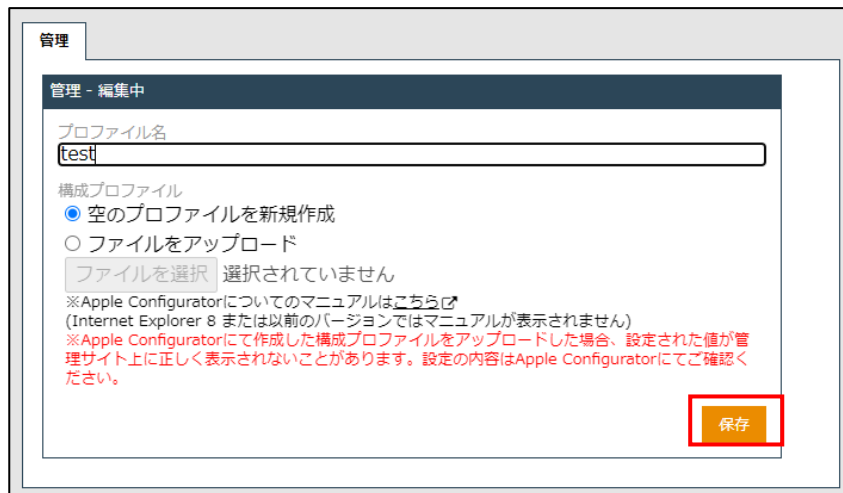 管理
管理 - 編集中
プロファイル名
test
構成プロファイル
空のプロファイルを新規作成
ファイルをアップロード
ファイルを選択 選択されていません
※Apple Configuratorについてのマニュアルはこちら
(Internet Explorer 8 または以前のバージョンではマニュアルが表示されません)
※Apple Configuratorにて作成した構成プロファイルをアップロードした場合、設定された値が管
理サイト上に正しく表示されないことがあります。設定の内容はApple Configuratorにてご確認く
ださい。
保存